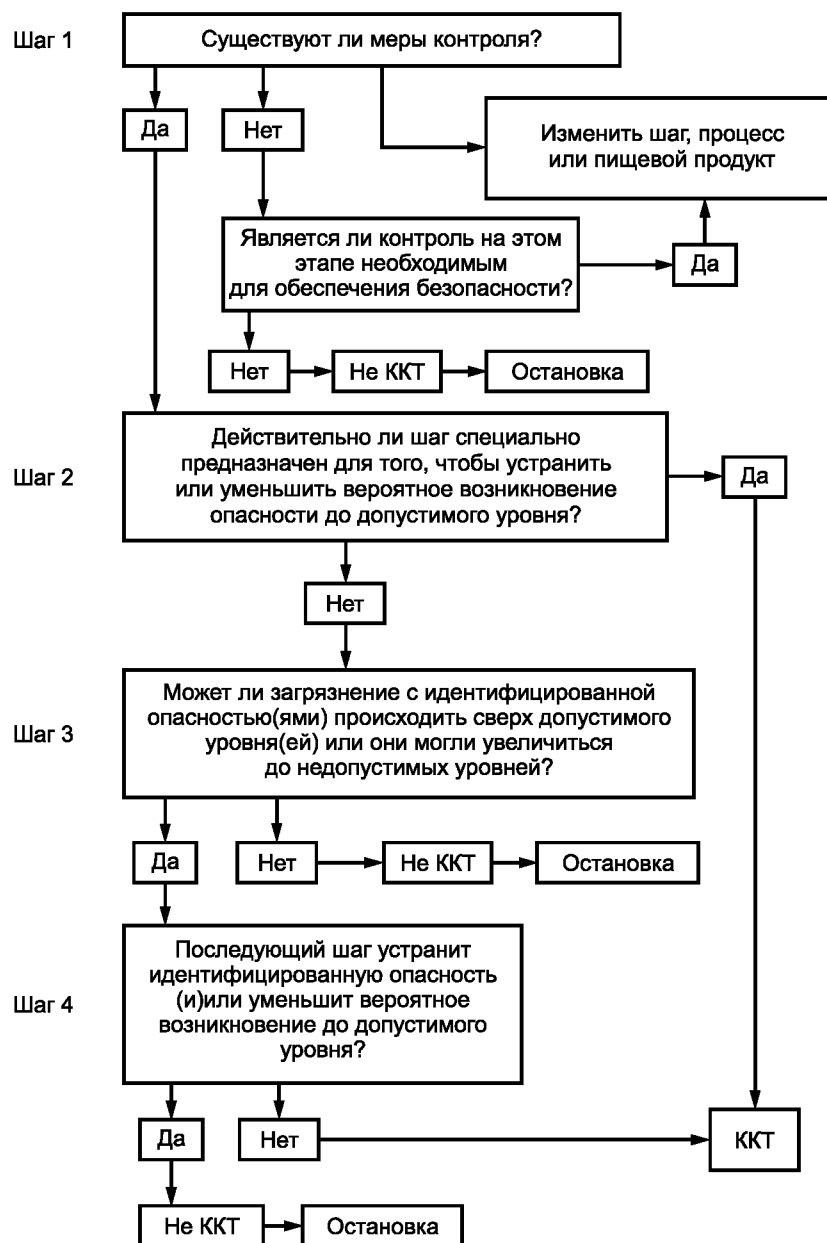 Шаг 1
Существуют ли меры контроля?
Да
Нет
Изменить шаг, процесс
или пищевой продукт
Является ли контроль на этом
этапе необходимым
для обеспечения безопасности?
Да
Нет
Не ККТ
Остановка
Шаг 2
Действительно ли шаг специально
предназначен для того, чтобы устранить
или уменьшить вероятное возникновение
опасности до допустимого уровня?
Да
Нет
Шаг 3
Может ли загрязнение с идентифицированной
опасностью(ями) происходить сверх допустимого
уровня(ей) или они могли увеличиться
до недопустимых уровней?
Да
Нет
Не ККТ
Остановка
Шаг 4
Последующий шаг устранит
идентифицированную опасность
(и)или уменьшит вероятное
возникновение до допустимого
уровня?
Да
Нет
ККТ
Не ККТ
Остановка